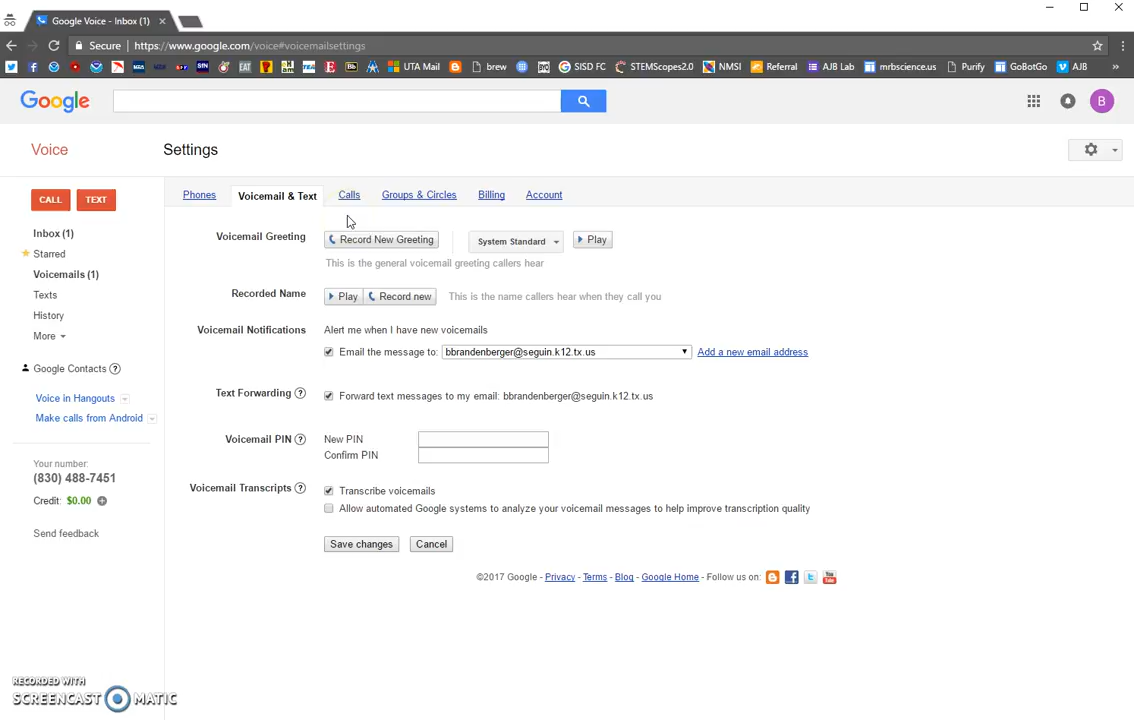 Google Voice - Inbox (1)
Secure | https://www.google.com/voice#voicemailsettings
EAT UTA Mail brew SISD FC STEMScopes2.0 NMSI Referral AJB Lab mrbscience.us Purify GoBotGo AJB »
Google B
Voice Settings
Phones Voicemail & Text Calls Groups & Circles Billing Account
CALL TEXT
Inbox (1)
Starred
Voicemails (1)
Texts
History
More
Google Contacts ?
Voice in Hangouts
Make calls from Android
Your number:
(830) 488-7451
Credit: $0.00
Send feedback
Voicemail Greeting Record New Greeting System Standard Play
This is the general voicemail greeting callers hear
Recorded Name Play Record new This is the name callers hear when they call you
Voicemail Notifications Alert me when I have new voicemails
Email the message to: bbrandenberger@seguin.k12.tx.us Add a new email address
Text Forwarding ? Forward text messages to my email: bbrandenberger@seguin.k12.tx.us
Voicemail PIN ? New PIN
Confirm PIN
Voicemail Transcripts ? Transcribe voicemails
Allow automated Google systems to analyze your voicemail messages to help improve transcription quality
Save changes Cancel
©2017 Google - Privacy - Terms - Blog - Google Home - Follow us on:
RECORDED WITH
SCREENCAST MATIC